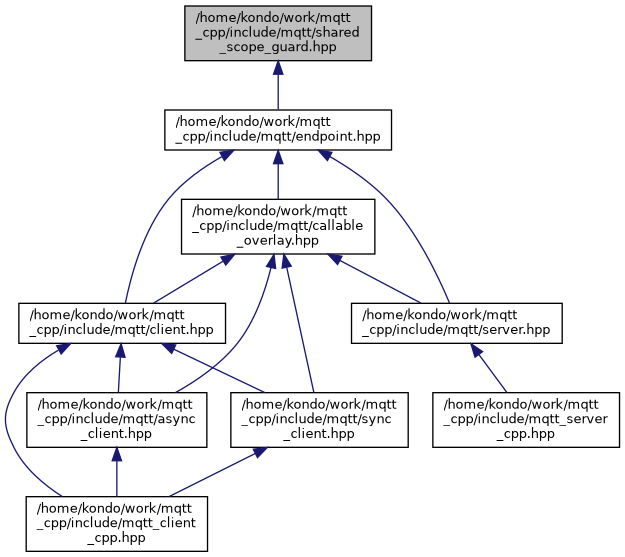 /home/kondo/work/mqtt
_cpp/include/mqtt/shared
_scope_guard.hpp
/home/kondo/work/mqtt
_cpp/include/mqtt/endpoint.hpp
/home/kondo/work/mqtt
_cpp/include/mqtt/callable
_overlay.hpp
/home/kondo/work/mqtt
_cpp/include/mqtt/client.hpp
/home/kondo/work/mqtt
_cpp/include/mqtt/server.hpp
/home/kondo/work/mqtt
_cpp/include/mqtt/async
_client.hpp
/home/kondo/work/mqtt
_cpp/include/mqtt/sync
_client.hpp
/home/kondo/work/mqtt
_cpp/include/mqtt_server
_cpp.hpp
/home/kondo/work/mqtt
_cpp/include/mqtt_client
_cpp.hpp